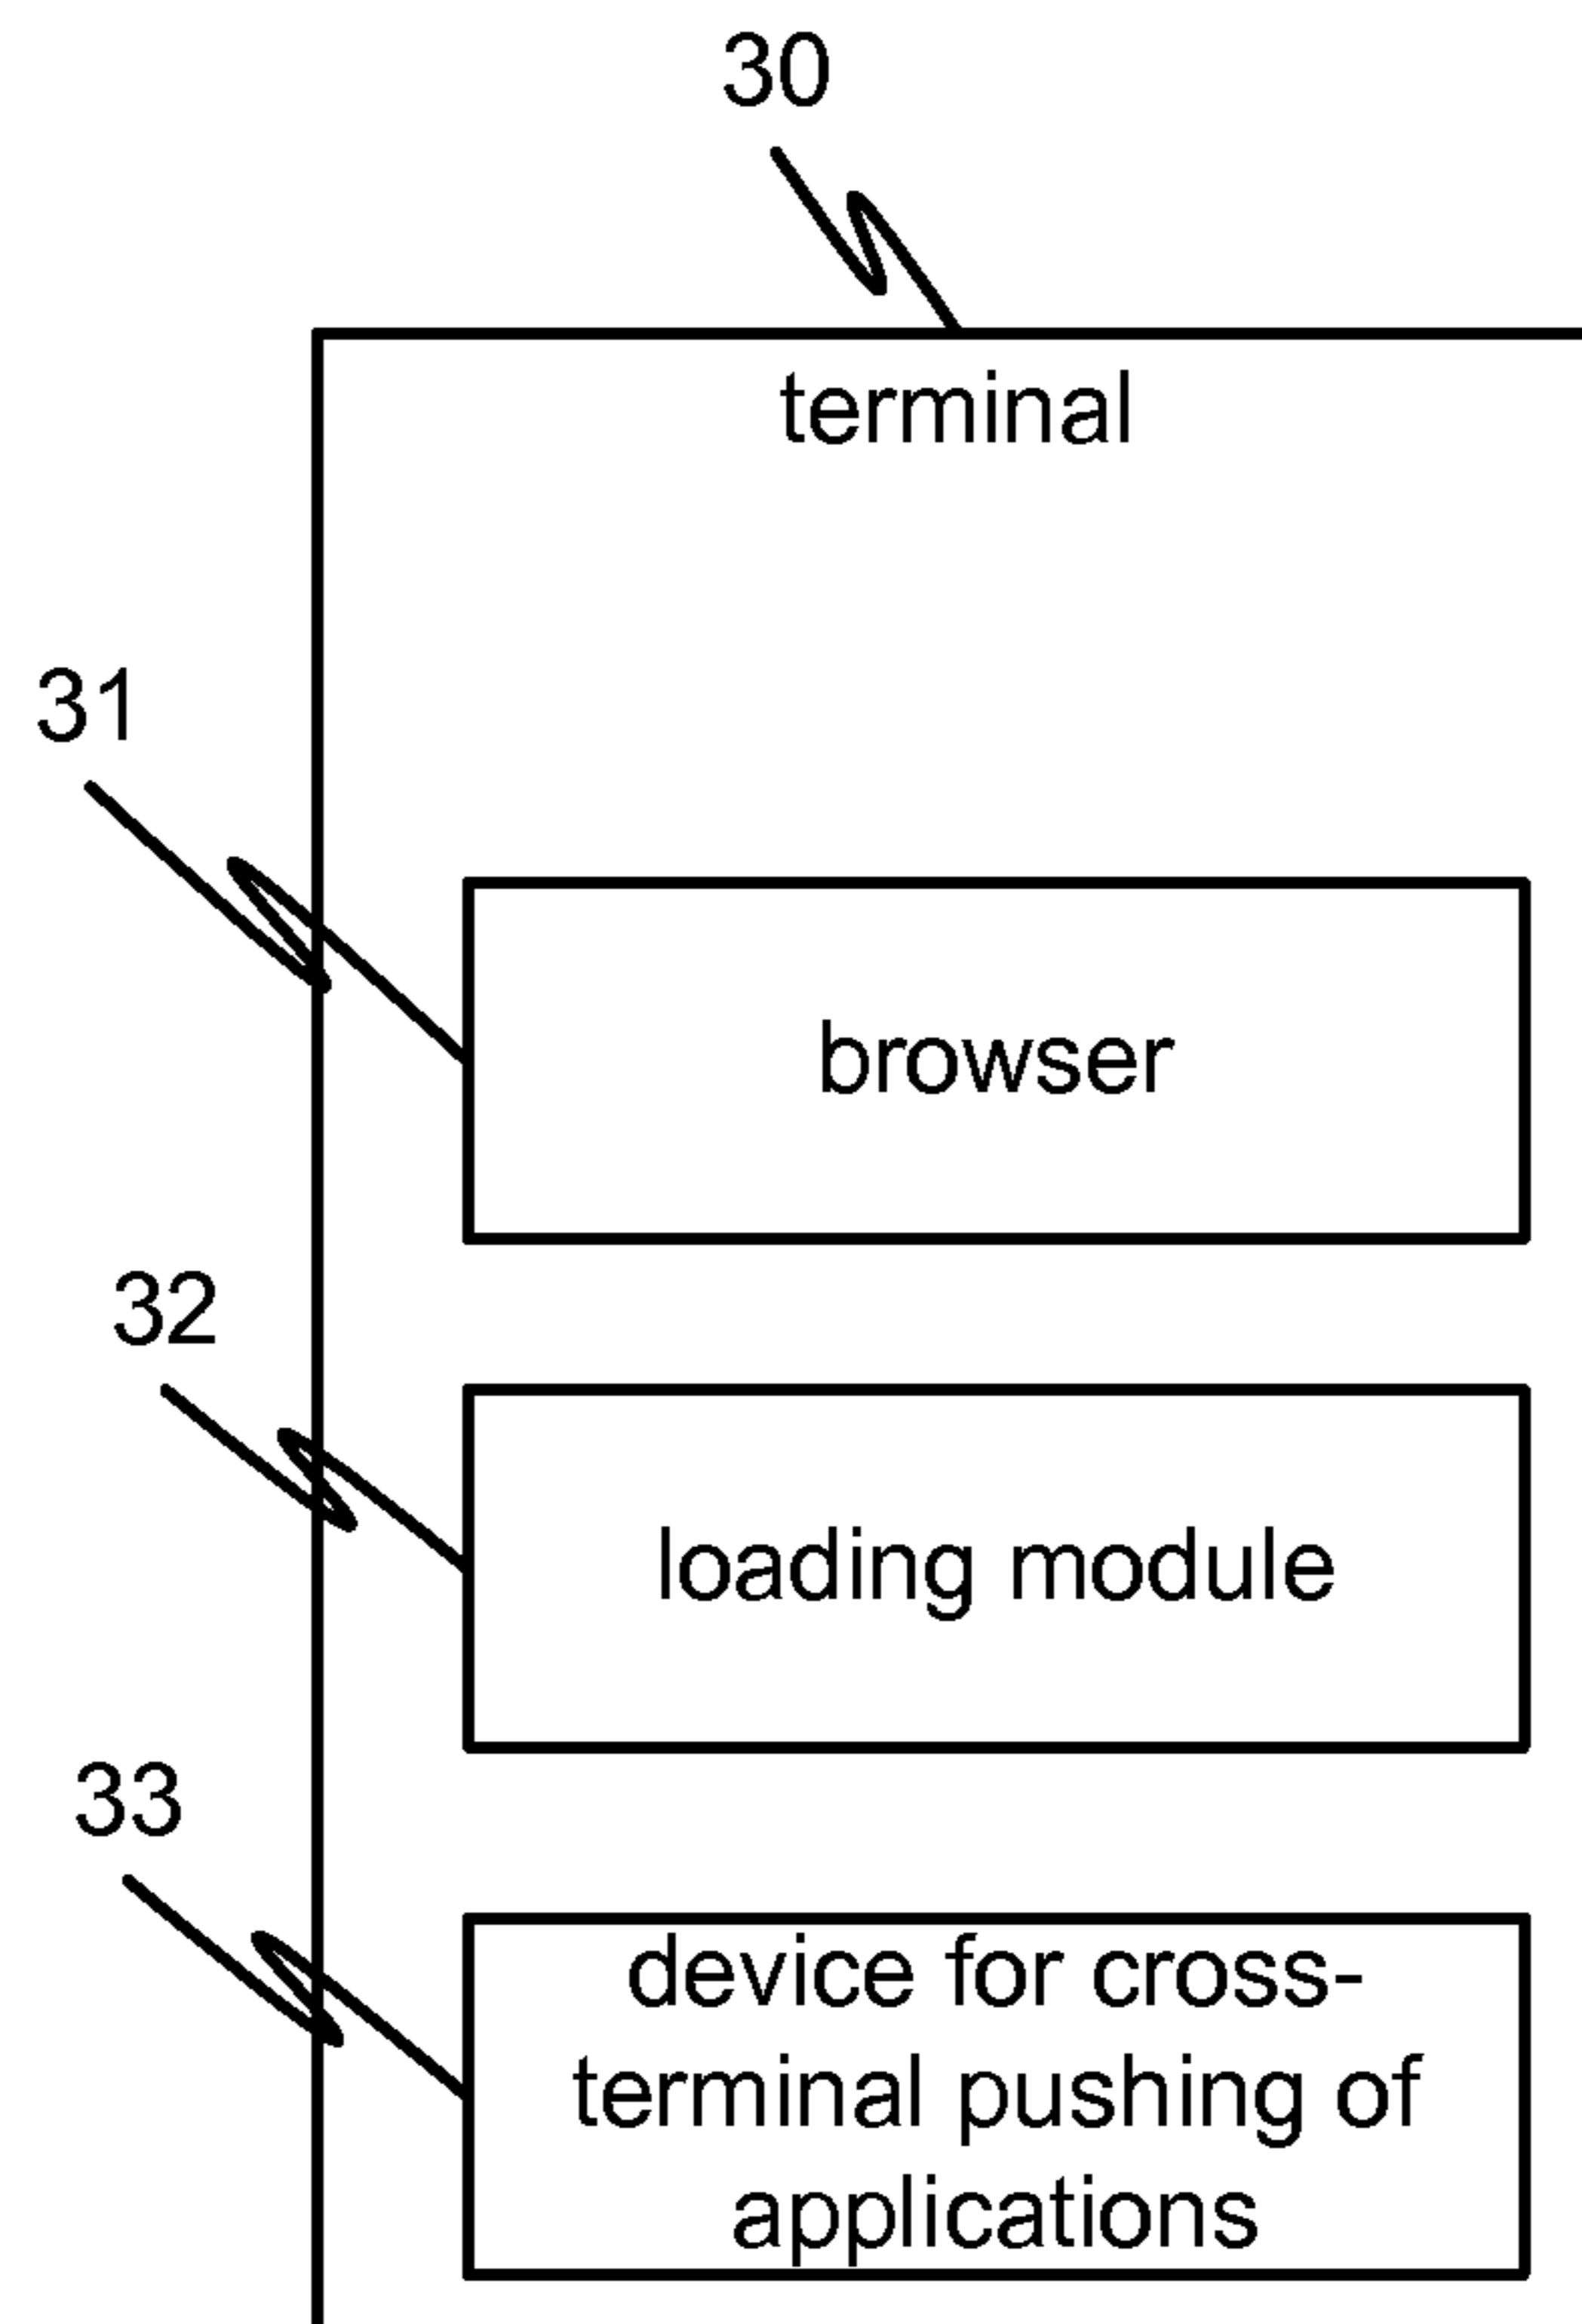 30
terminal
31
browser
32
loading module
33
device for cross-
terminal pushing of
applications